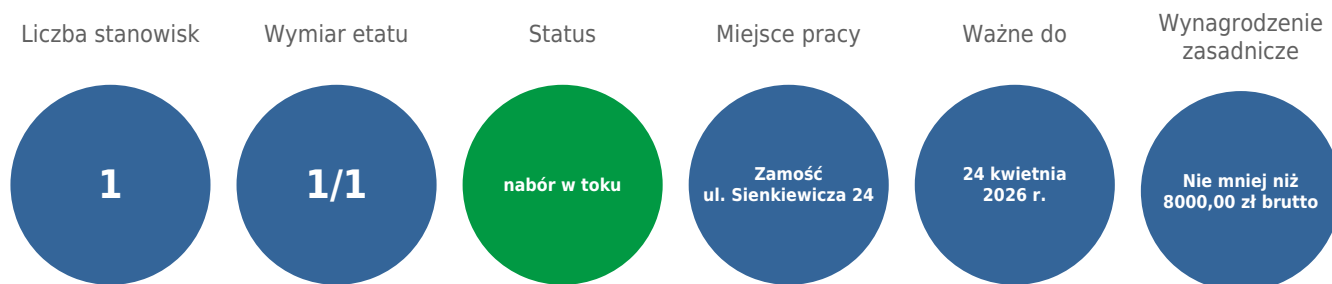 Liczba stanowisk
1
Wymiar etatu
1/1
Status
nabór w toku
Miejsce pracy
Zamość
ul. Sienkiewicza 24
Ważne do
24 kwietnia
2026 r.
Wynagrodzenie
zasadnicze
Nie mniej niż
8000,00 zł brutto